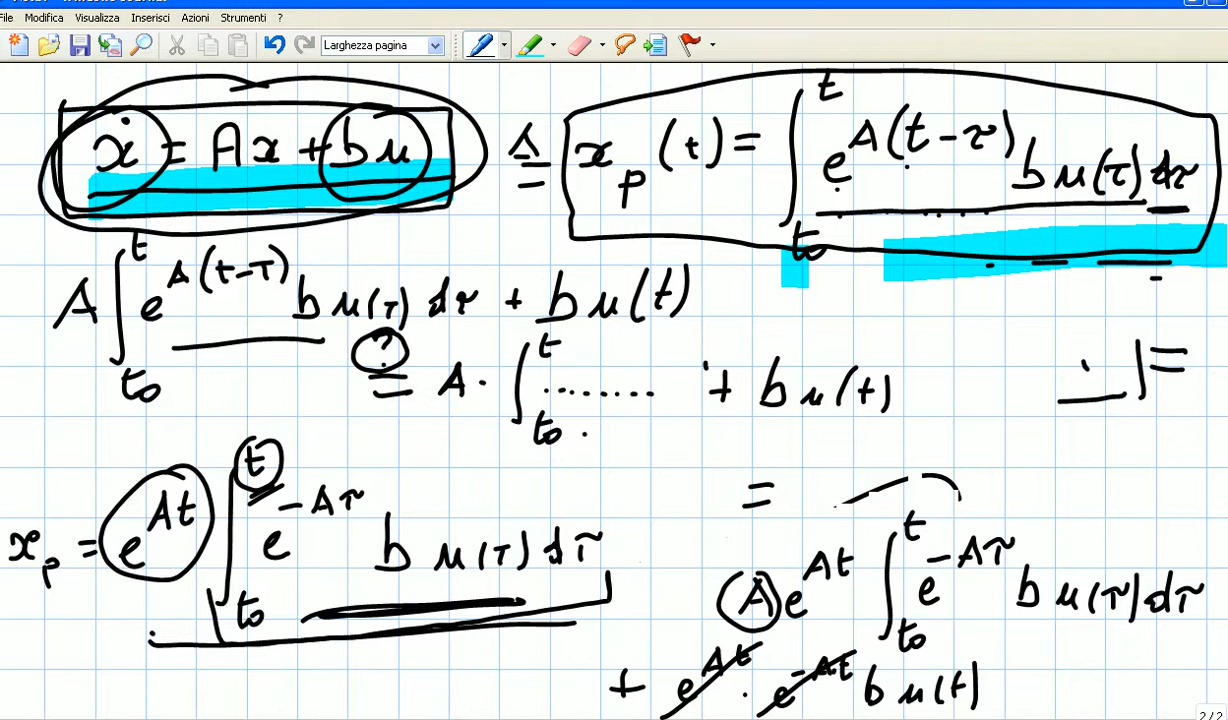 File Modifica Visualizza Inserisci Azioni Strumenti ?
Larghezza pagina
ẋ = Ax + bu ≜ x_p(t) = ∫_{t₀}^{t} e^{A(t-τ)} b u(τ) dτ
A ∫_{t₀}^{t} e^{A(t-τ)} b u(τ) dτ + b u(t)
? = A · ∫_{t₀}^{t} ........ + b u(t)
=
x_p = e^{At} ∫_{t₀}^{t} e^{-Aτ} b u(τ) dτ
=
A e^{At} ∫_{t₀}^{t} e^{-Aτ} b u(τ) dτ
+ e^{At} · e^{-At} b u(t)
2/2